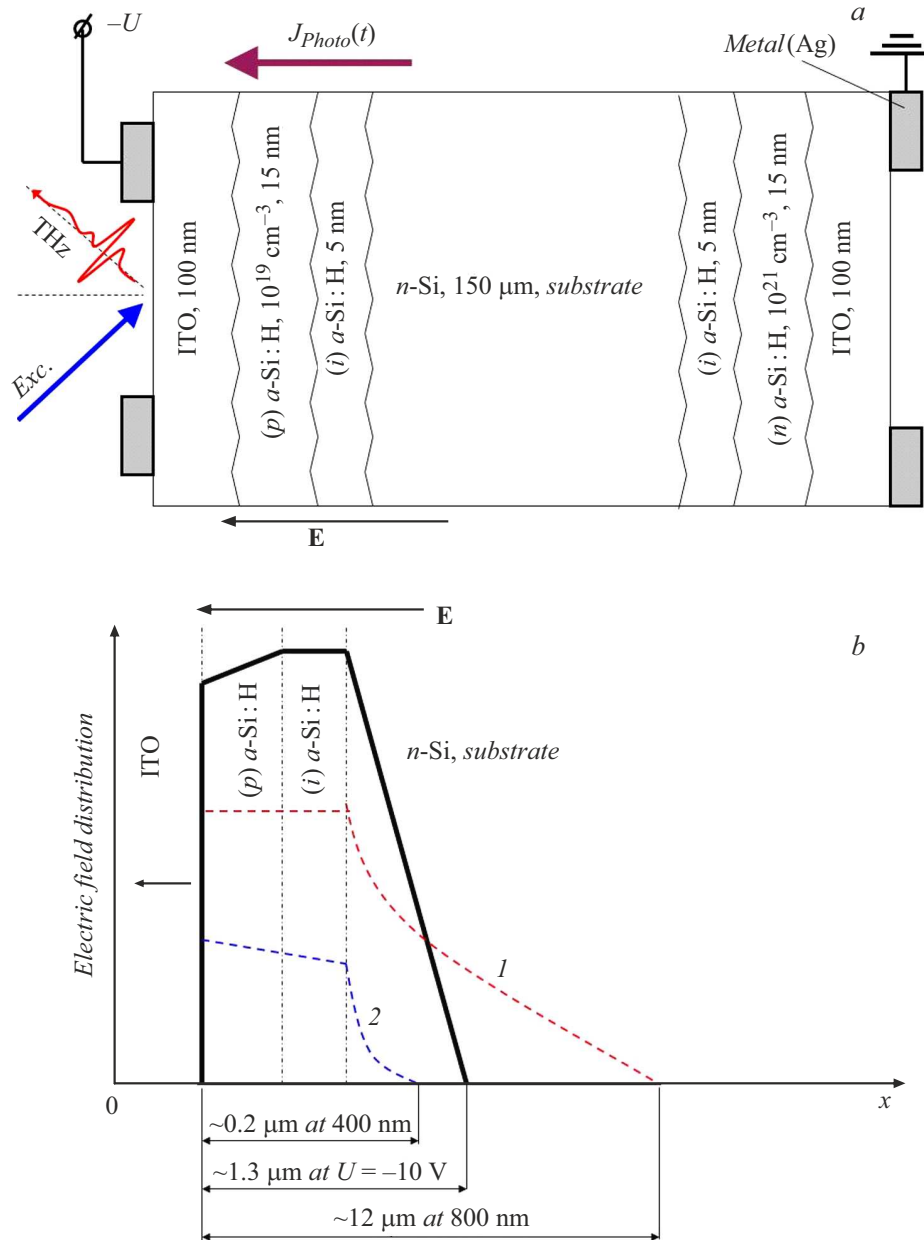 –U
J_Photo(t)
a
Metal (Ag)
THz
Exc.
ITO, 100 nm
(p) a-Si : H, 10^19 cm^−3, 15 nm
(i) a-Si : H, 5 nm
n-Si, 150 μm, substrate
(i) a-Si : H, 5 nm
(n) a-Si : H, 10^21 cm^−3, 15 nm
ITO, 100 nm
E
E
b
Electric field distribution
ITO
(p) a-Si : H
(i) a-Si : H
n-Si, substrate
1
2
0
x
~0.2 μm at 400 nm
~1.3 μm at U = –10 V
~12 μm at 800 nm